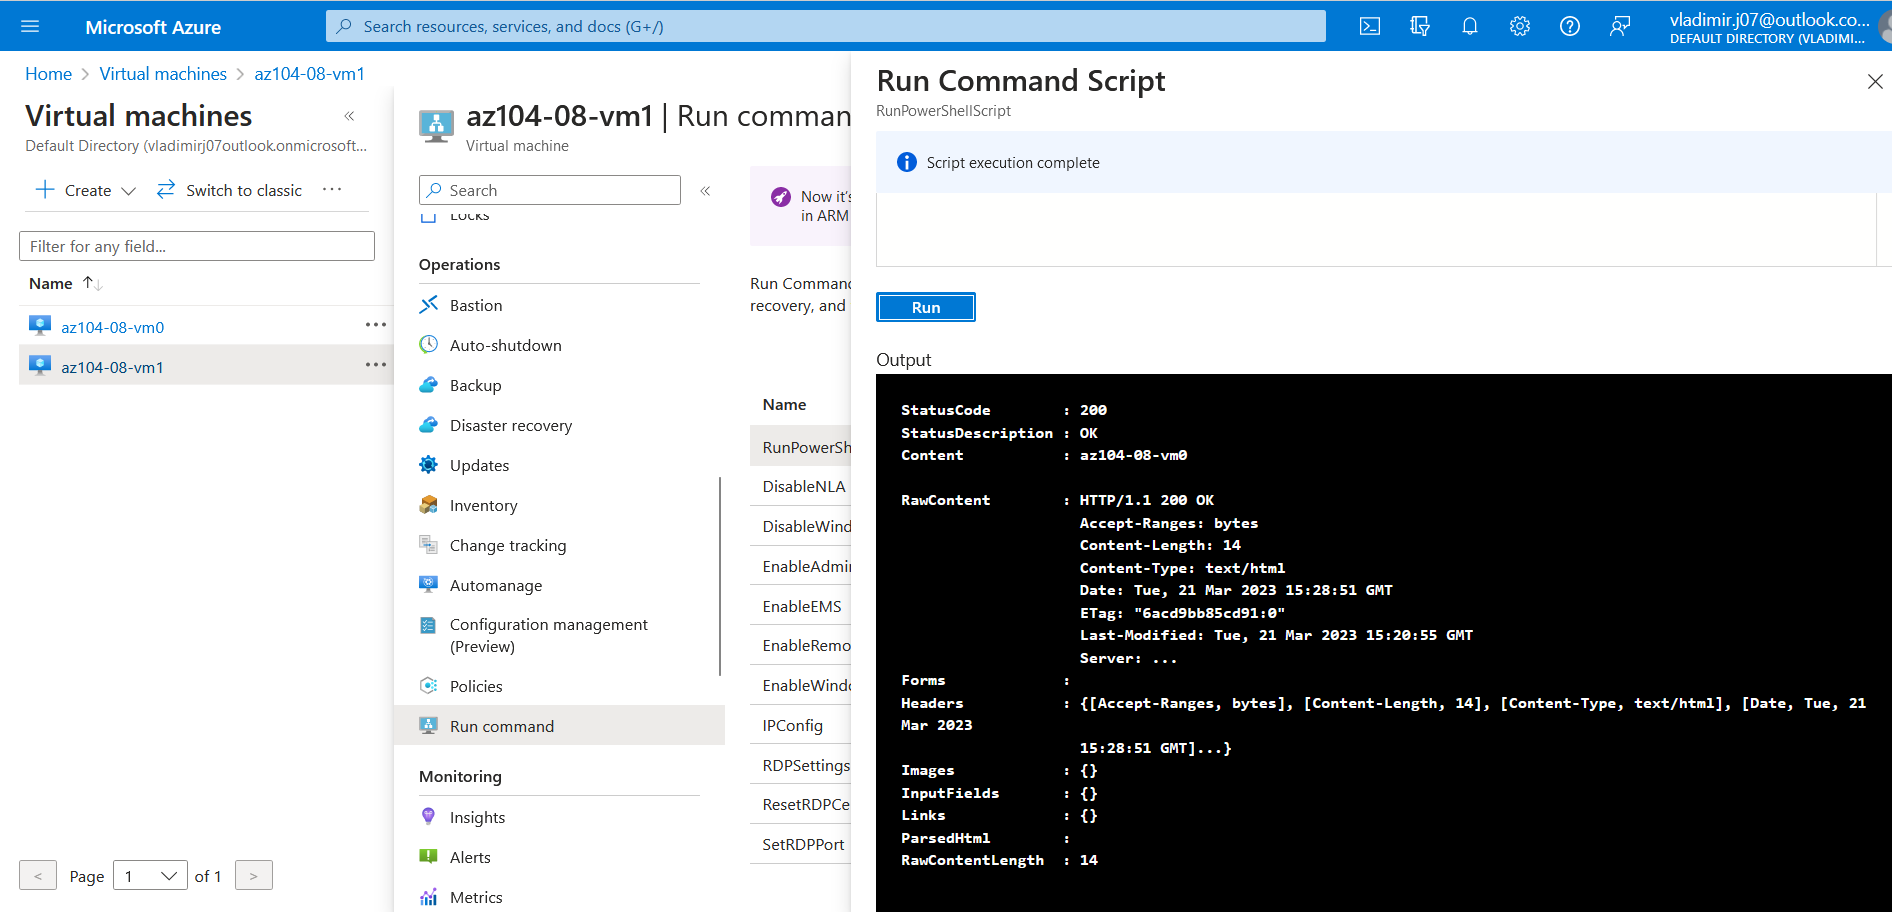 Microsoft Azure
Search resources, services, and docs (G+/)
vladimir.j07@outlook.co...
DEFAULT DIRECTORY (VLADIMI...
Home > Virtual machines > az104-08-vm1
Virtual machines «
Default Directory (vladimirj07outlook.onmicrosoft...
+ Create Switch to classic ...
Filter for any field...
Name ↑↓
az104-08-vm0 ...
az104-08-vm1 ...
< Page 1 of 1 >
az104-08-vm1 | Run comman
Virtual machine
Search «
Locks
Operations
Bastion
Auto-shutdown
Backup
Disaster recovery
Updates
Inventory
Change tracking
Automanage
Configuration management
(Preview)
Policies
Run command
Monitoring
Insights
Alerts
Metrics
Now it's
in ARM
Run Command
recovery, and
Name
RunPowerSh
DisableNLA
DisableWind
EnableAdmi
EnableEMS
EnableRemo
EnableWindo
IPConfig
RDPSettings
ResetRDPCe
SetRDPPort
Run Command Script
RunPowerShellScript
Script execution complete
Run
Output
StatusCode : 200
StatusDescription : OK
Content : az104-08-vm0
RawContent : HTTP/1.1 200 OK
Accept-Ranges: bytes
Content-Length: 14
Content-Type: text/html
Date: Tue, 21 Mar 2023 15:28:51 GMT
ETag: "6acd9bb85cd91:0"
Last-Modified: Tue, 21 Mar 2023 15:20:55 GMT
Server: ...
Forms :
Headers : {[Accept-Ranges, bytes], [Content-Length, 14], [Content-Type, text/html], [Date, Tue, 21
Mar 2023
15:28:51 GMT]...}
Images : {}
InputFields : {}
Links : {}
ParsedHtml :
RawContentLength : 14